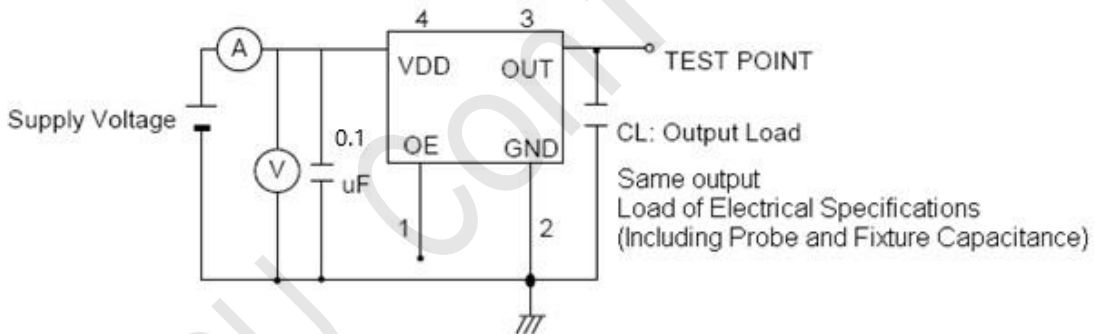 4
3
A
VDD
OUT
TEST POINT
Supply Voltage
0.1
CL: Output Load
OE
GND
V
uF
Same output
Load of Electrical Specifications
(Including Probe and Fixture Capacitance)
1
2